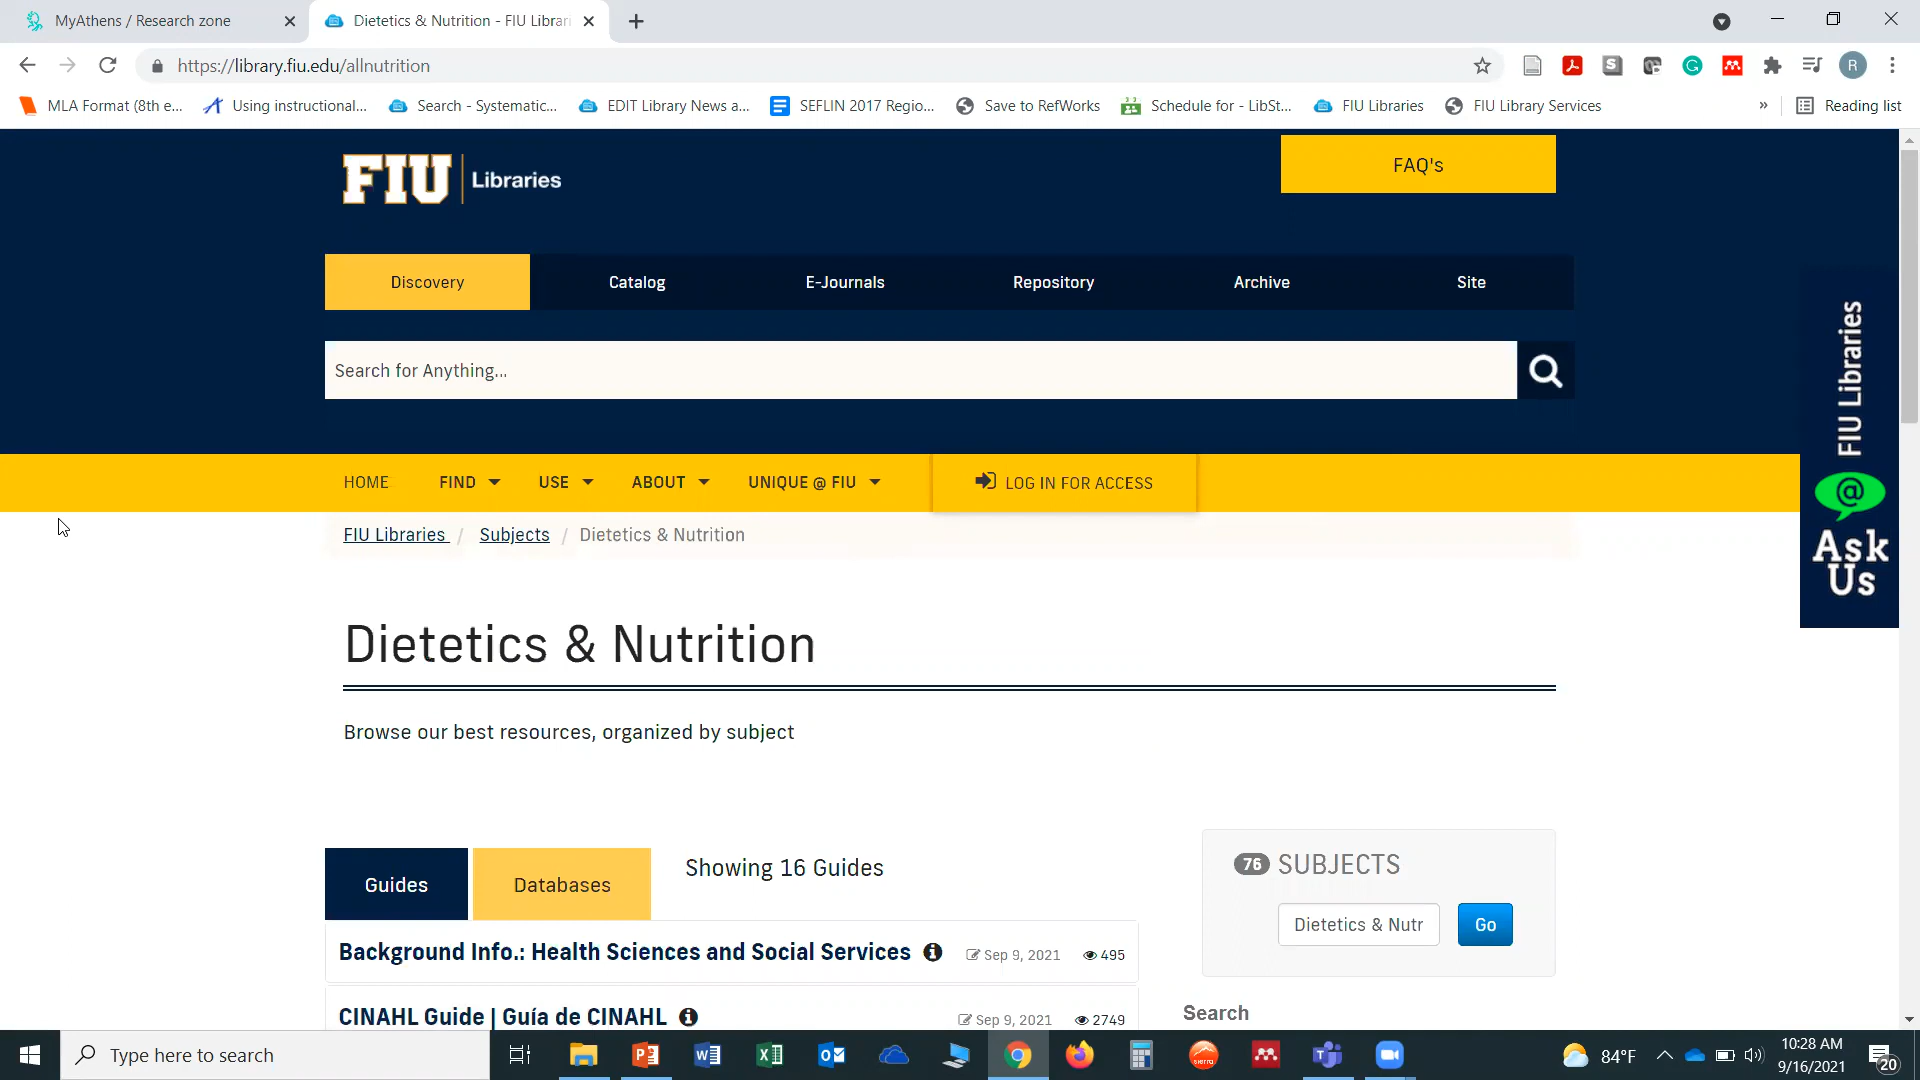 MyAthens / Research zone
Dietetics & Nutrition - FIU Librari
https://library.fiu.edu/allnutrition
R
MLA Format (8th e...
Using instructional...
Search - Systematic...
EDIT Library News a...
SEFLIN 2017 Regio...
Save to RefWorks
Schedule for - LibSt...
FIU Libraries
FIU Library Services
»
Reading list
FIU Libraries
FAQ's
Discovery
Catalog
E-Journals
Repository
Archive
Site
Search for Anything...
FIU Libraries
@
Ask
Us
HOME
FIND
USE
ABOUT
UNIQUE @ FIU
LOG IN FOR ACCESS
FIU Libraries / Subjects / Dietetics & Nutrition
Dietetics & Nutrition
Browse our best resources, organized by subject
Guides
Databases
Showing 16 Guides
76 SUBJECTS
Dietetics & Nutr
Go
Background Info.: Health Sciences and Social Services
Sep 9, 2021
495
CINAHL Guide | Guía de CINAHL
Sep 9, 2021
2749
Search
Type here to search
84°F
10:28 AM
9/16/2021
20